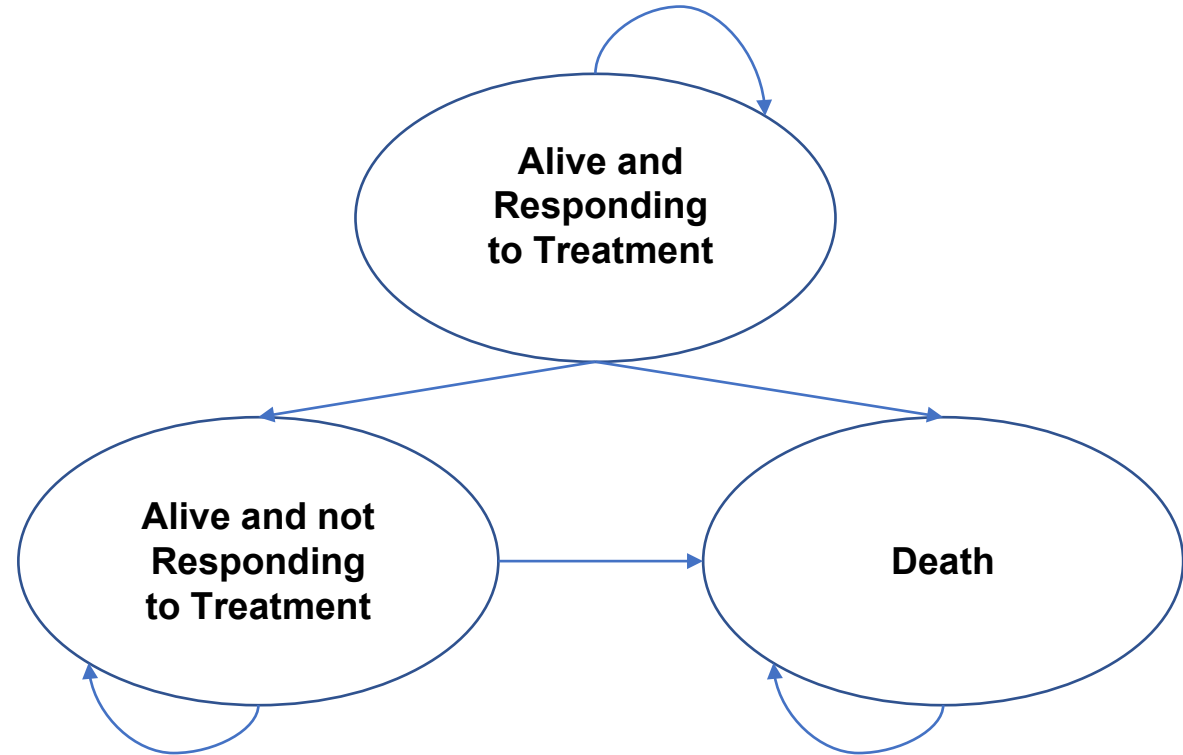 Alive and
Responding
to Treatment
Alive and not
Responding
to Treatment
Death